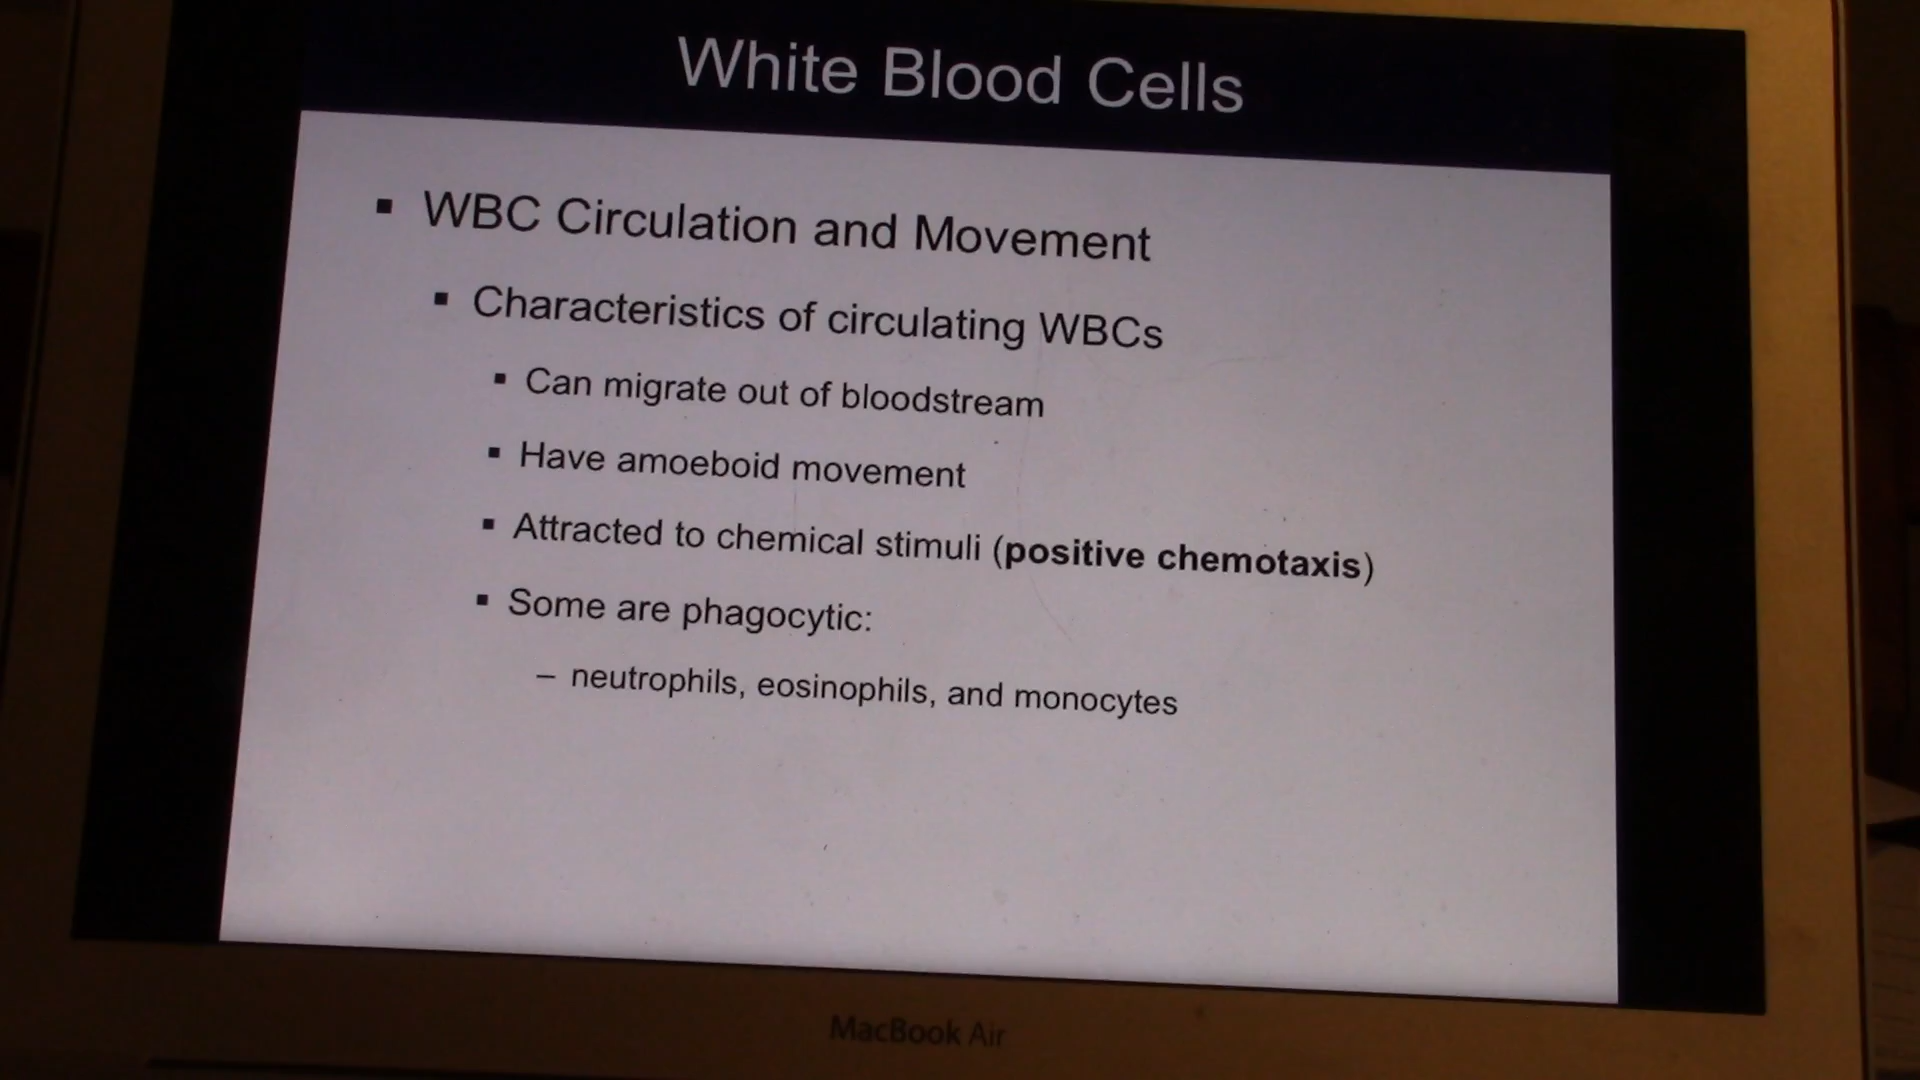 White Blood Cells
▪ WBC Circulation and Movement
▪ Characteristics of circulating WBCs
▪ Can migrate out of bloodstream
▪ Have amoeboid movement
▪ Attracted to chemical stimuli (positive chemotaxis)
▪ Some are phagocytic:
– neutrophils, eosinophils, and monocytes
MacBook Air